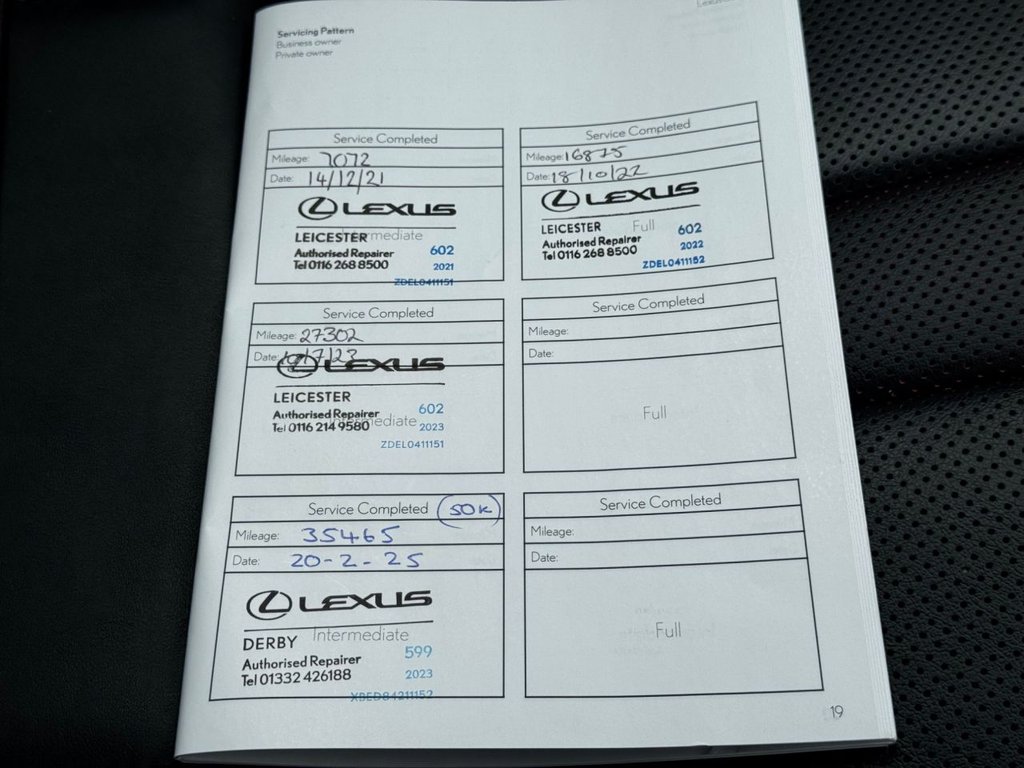 Servicing Pattern
Business owner
Private owner
Service Completed
Mileage: 7072
Date: 14/12/21
LEXUS
LEICESTER Intermediate
Authorised Repairer 602
Tel 0116 268 8500 2021
ZDEL0411151
Service Completed
Mileage: 16875
Date: 18/10/22
LEXUS
LEICESTER Full 602
Authorised Repairer 2022
Tel 0116 268 8500
ZDEL0411152
Service Completed
Mileage: 27302
Date: /7/23
LEXUS
LEICESTER
Authorised Repairer 602
Tel 0116 214 9580 Intermediate 2023
ZDEL0411151
Service Completed
Mileage:
Date:
Full
Service Completed 50K
Mileage: 35465
Date: 20-2-25
LEXUS
DERBY Intermediate
Authorised Repairer 599
Tel 01332 426188 2023
XBED84211152
Service Completed
Mileage:
Date:
Full
19